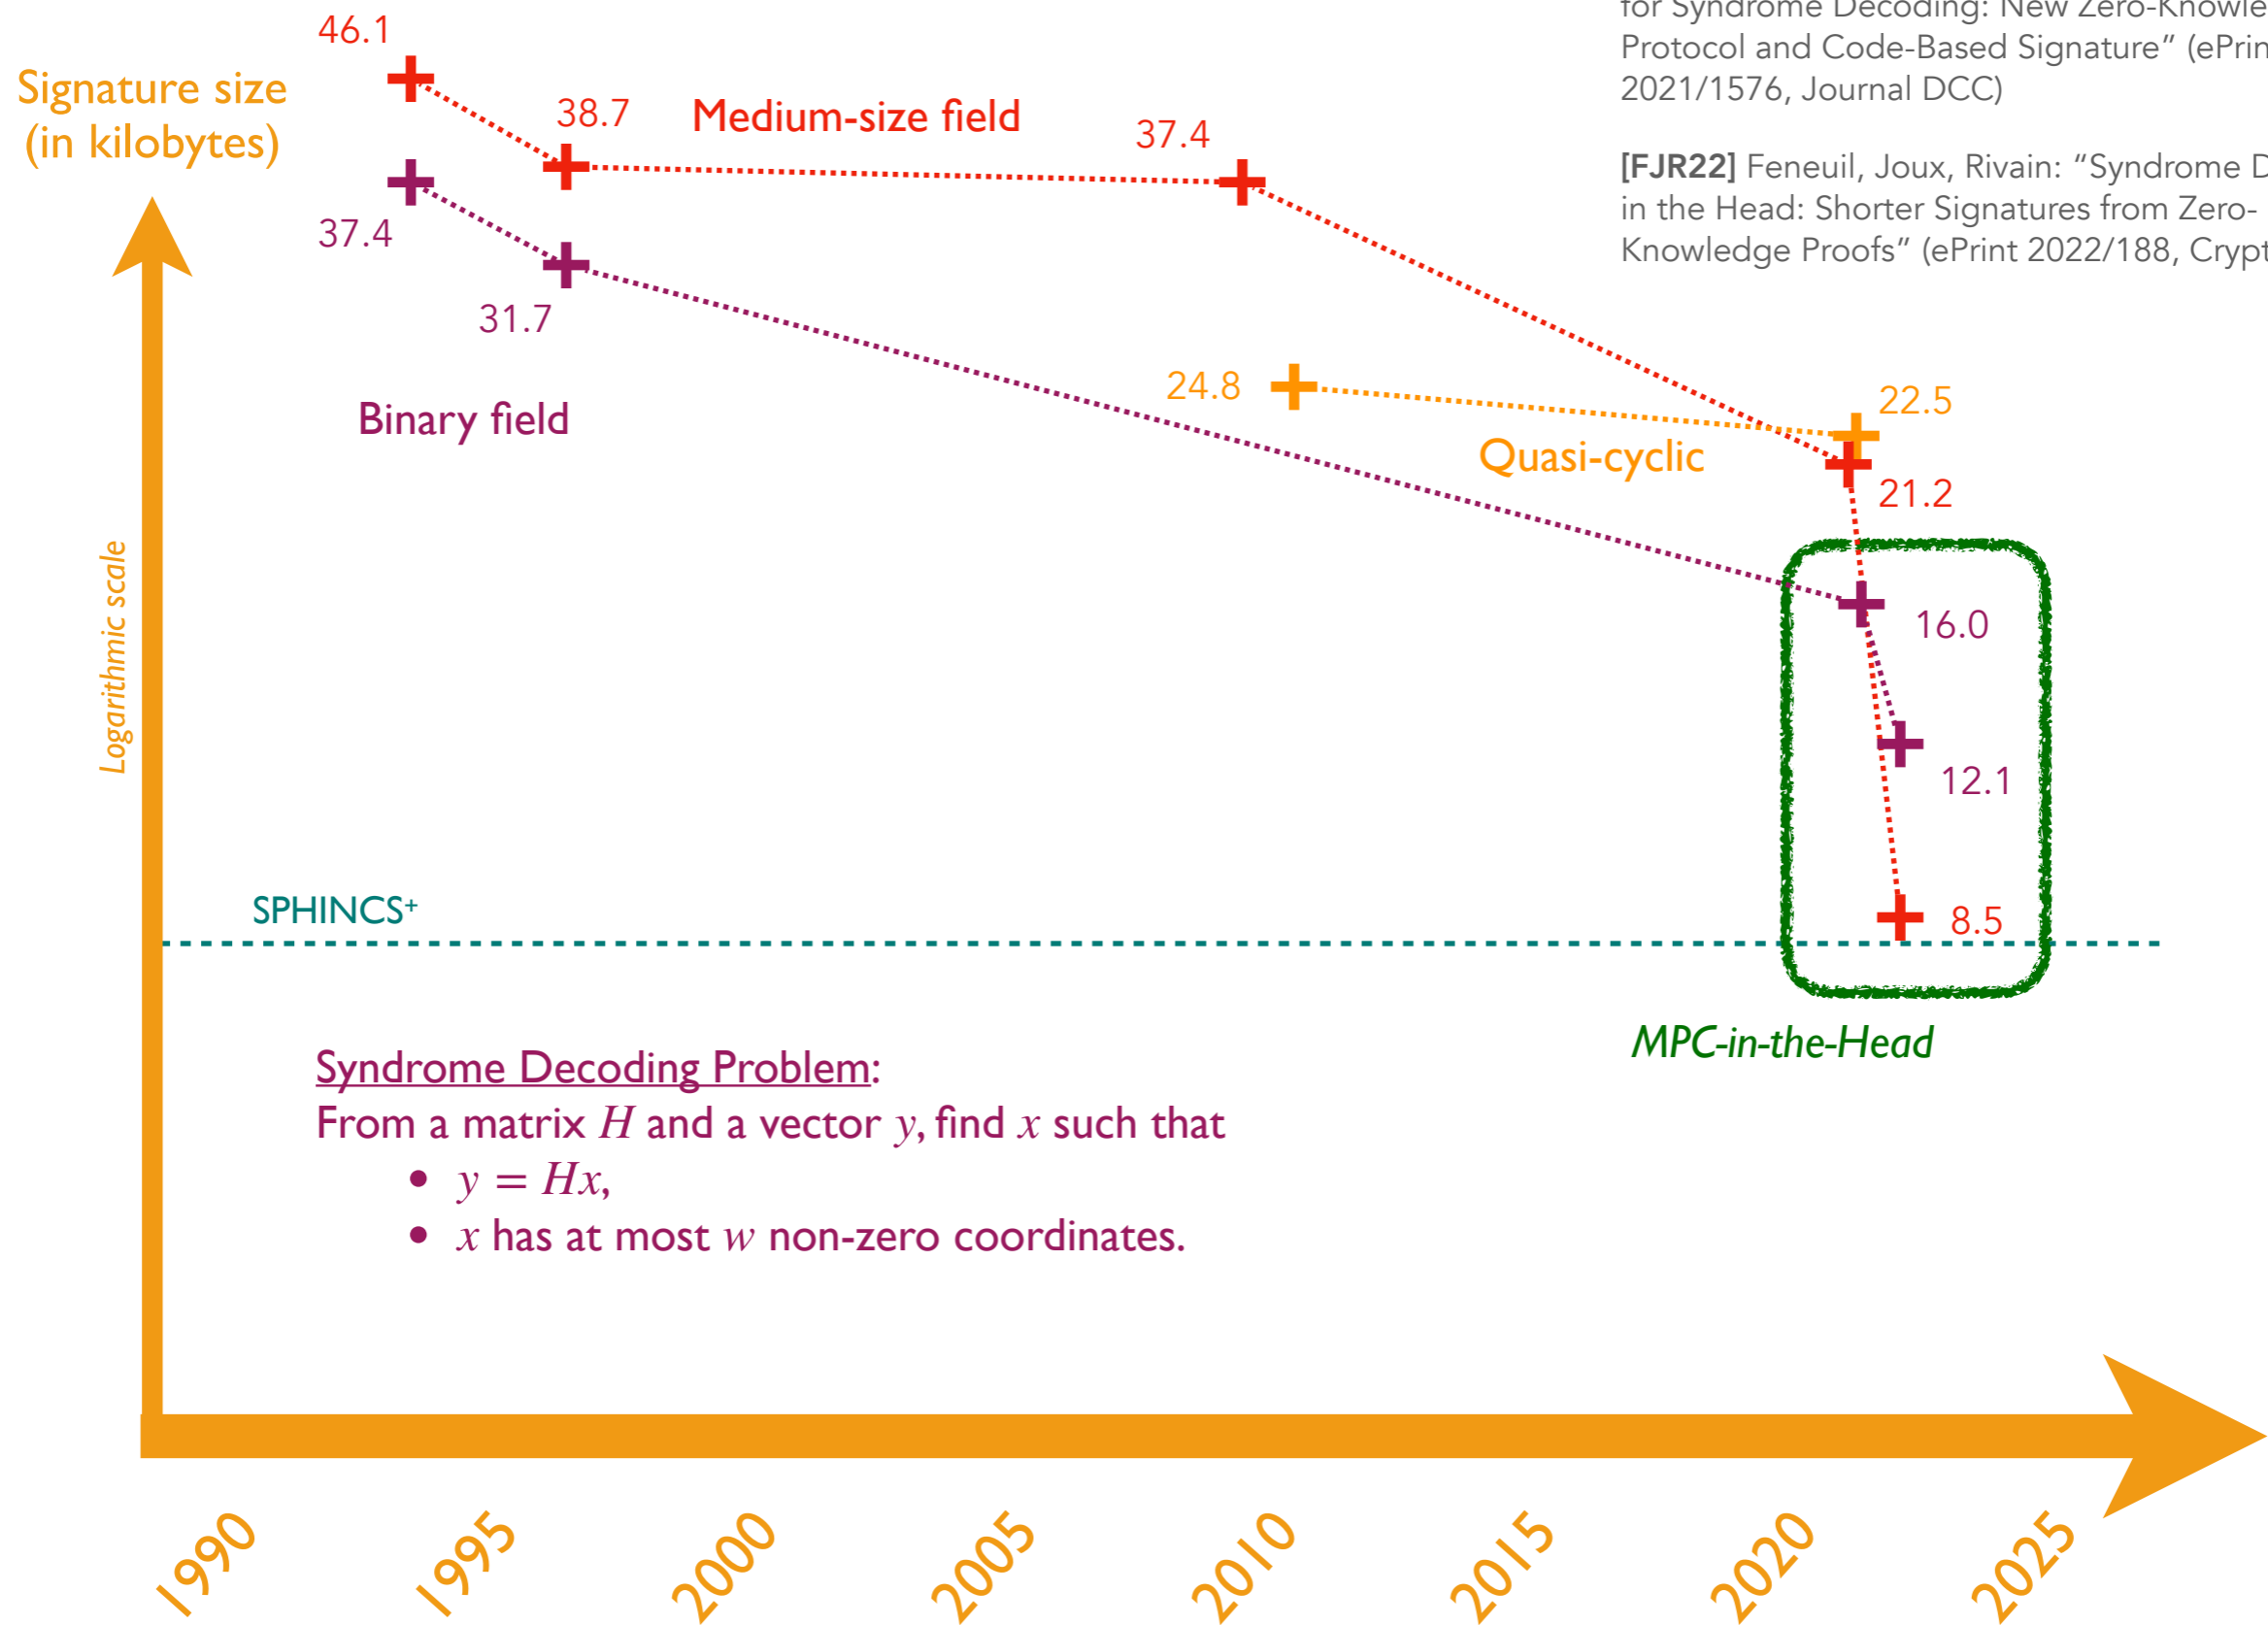 for Syndrome Decoding: New Zero-Knowle
Protocol and Code-Based Signature” (ePrin
2021/1576, Journal DCC)
[FJR22] Feneuil, Joux, Rivain: “Syndrome D
in the Head: Shorter Signatures from Zero-
Knowledge Proofs” (ePrint 2022/188, Crypt
Signature size
(in kilobytes)
46.1
38.7
Medium-size field
37.4
37.4
31.7
Binary field
24.8
22.5
Quasi-cyclic
21.2
Logarithmic scale
16.0
12.1
SPHINCS⁺
8.5
MPC-in-the-Head
Syndrome Decoding Problem:
From a matrix H and a vector y, find x such that
• y = Hx,
• x has at most w non-zero coordinates.
1990
1995
2000
2005
2010
2015
2020
2025